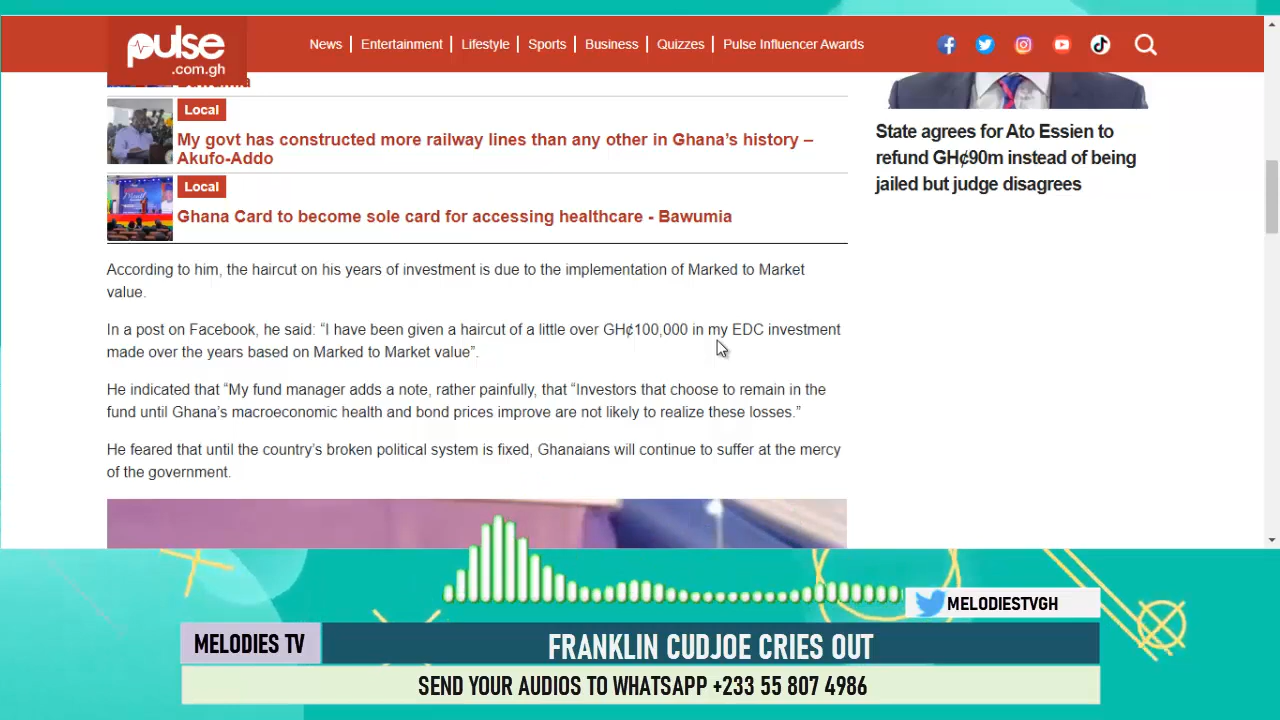 pulse
.com.gh
News
Entertainment
Lifestyle
Sports
Business
Quizzes
Pulse Influencer Awards
Local
My govt has constructed more railway lines than any other in Ghana's history –
Akufo-Addo
Local
Ghana Card to become sole card for accessing healthcare - Bawumia
State agrees for Ato Essien to
refund GH¢90m instead of being
jailed but judge disagrees
According to him, the haircut on his years of investment is due to the implementation of Marked to Market
value.
In a post on Facebook, he said: “I have been given a haircut of a little over GH¢100,000 in my EDC investment
made over the years based on Marked to Market value”.
He indicated that “My fund manager adds a note, rather painfully, that “Investors that choose to remain in the
fund until Ghana’s macroeconomic health and bond prices improve are not likely to realize these losses.”
He feared that until the country’s broken political system is fixed, Ghanaians will continue to suffer at the mercy
of the government.
MELODIESTVGH
MELODIES TV
FRANKLIN CUDJOE CRIES OUT
SEND YOUR AUDIOS TO WHATSAPP +233 55 807 4986